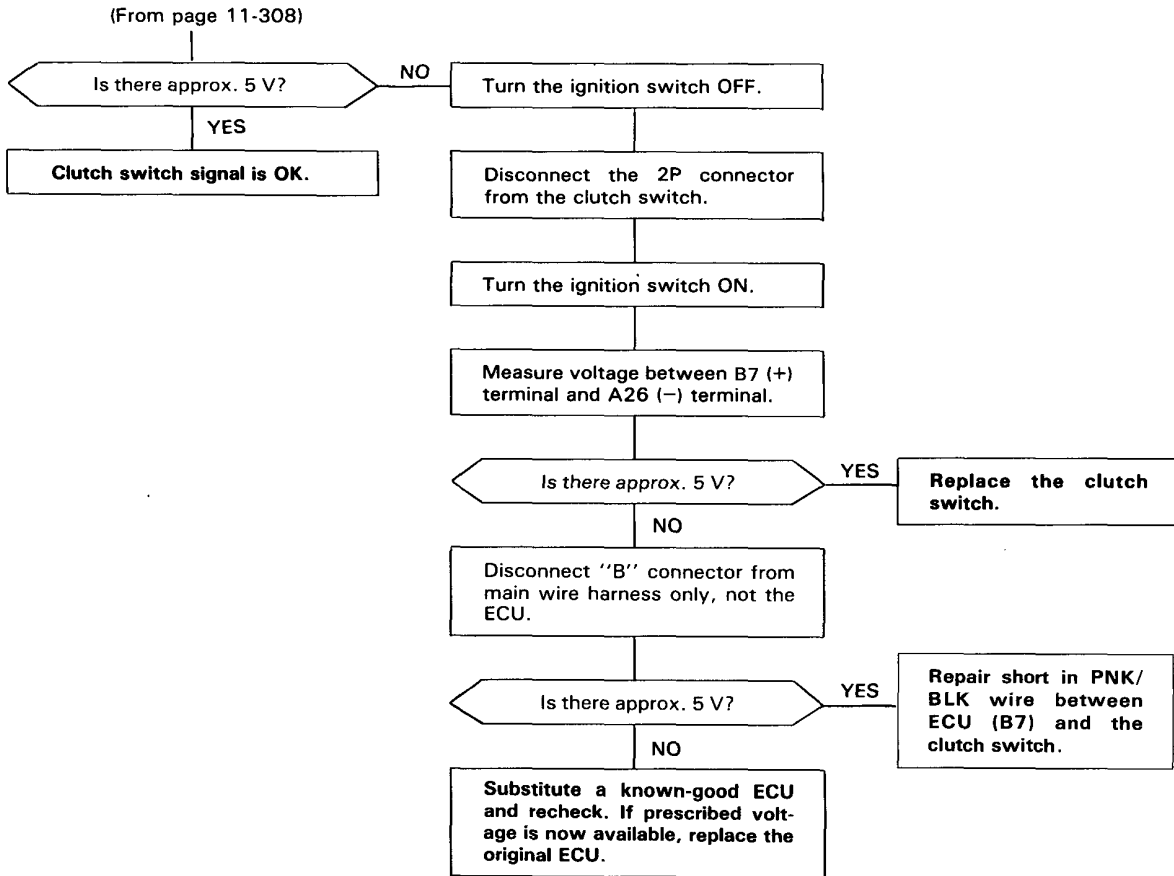 (From page 11-308)
Is there approx. 5 V?
NO
Turn the ignition switch OFF.
YES
Clutch switch signal is OK.
Disconnect the 2P connector
from the clutch switch.
Turn the ignition switch ON.
Measure voltage between B7 (+)
terminal and A26 (−) terminal.
Is there approx. 5 V?
YES
Replace the clutch
switch.
NO
Disconnect ''B'' connector from
main wire harness only, not the
ECU.
Is there approx. 5 V?
YES
Repair short in PNK/
BLK wire between
ECU (B7) and the
clutch switch.
NO
Substitute a known-good ECU
and recheck. If prescribed volt-
age is now available, replace the
original ECU.